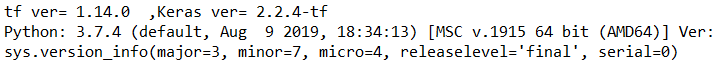 tf ver= 1.14.0  ,Keras ver= 2.2.4-tf
Python: 3.7.4 (default, Aug  9 2019, 18:34:13) [MSC v.1915 64 bit (AMD64)] Ver:
sys.version_info(major=3, minor=7, micro=4, releaselevel='final', serial=0)